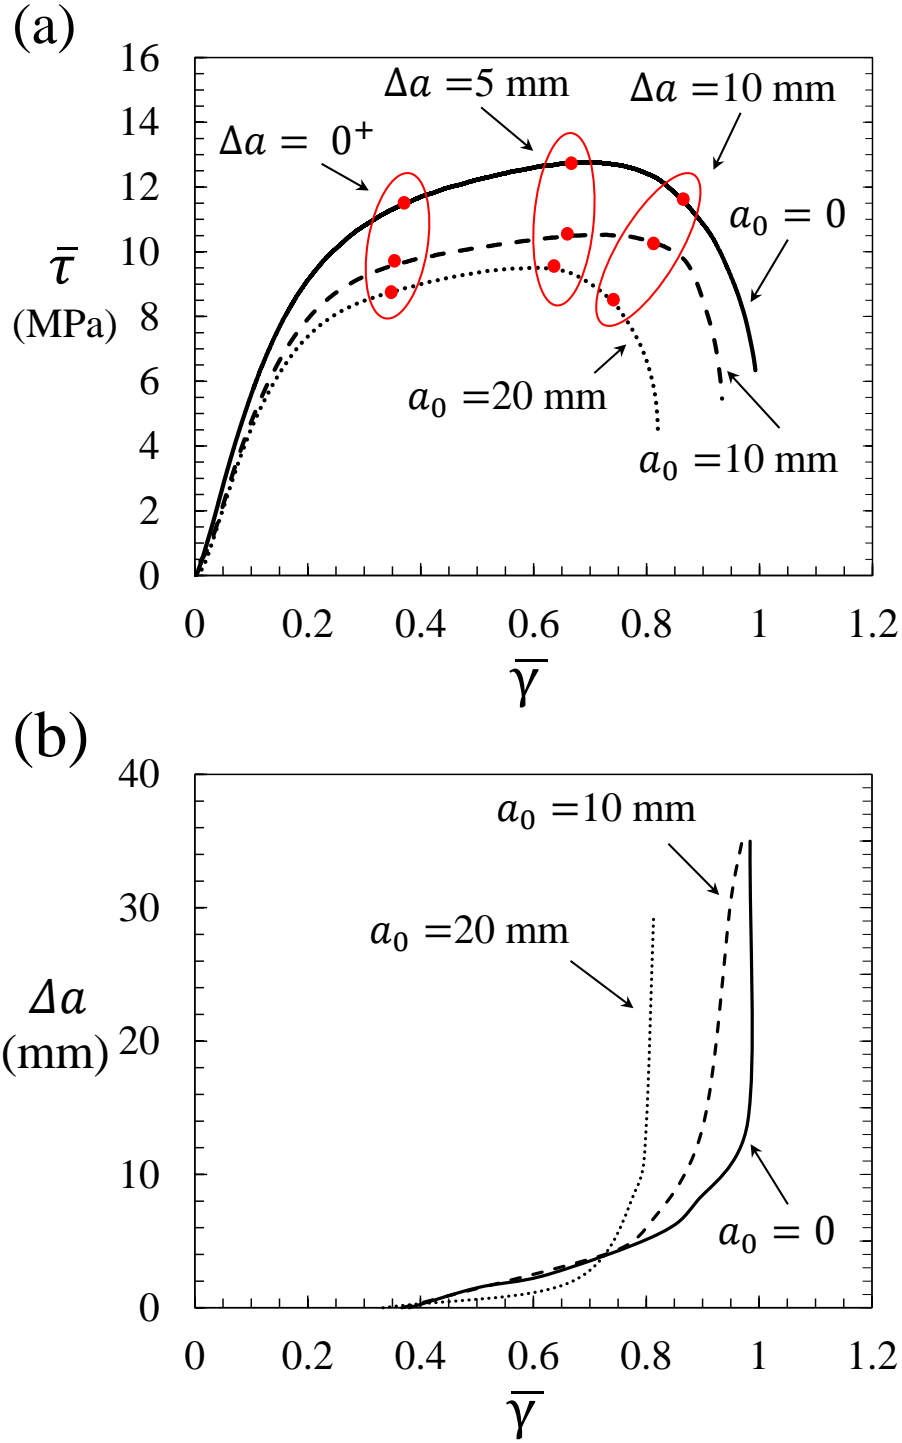 (a)
16
14
12
10
8
6
4
2
0
τ̅
(MPa)
Δa = 0⁺
Δa =5 mm
Δa =10 mm
a₀ = 0
a₀ =20 mm
a₀ =10 mm
0 0.2 0.4 0.6 0.8 1 1.2
γ̅
(b)
40
30
20
10
0
Δa
(mm)
a₀ =10 mm
a₀ =20 mm
a₀ = 0
0 0.2 0.4 0.6 0.8 1 1.2
γ̅